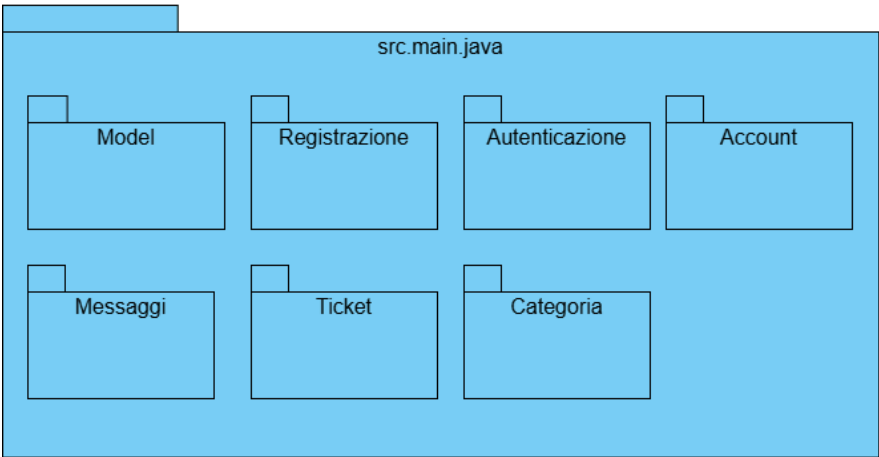 src.main.java
Model
Registrazione
Autenticazione
Account
Messaggi
Ticket
Categoria